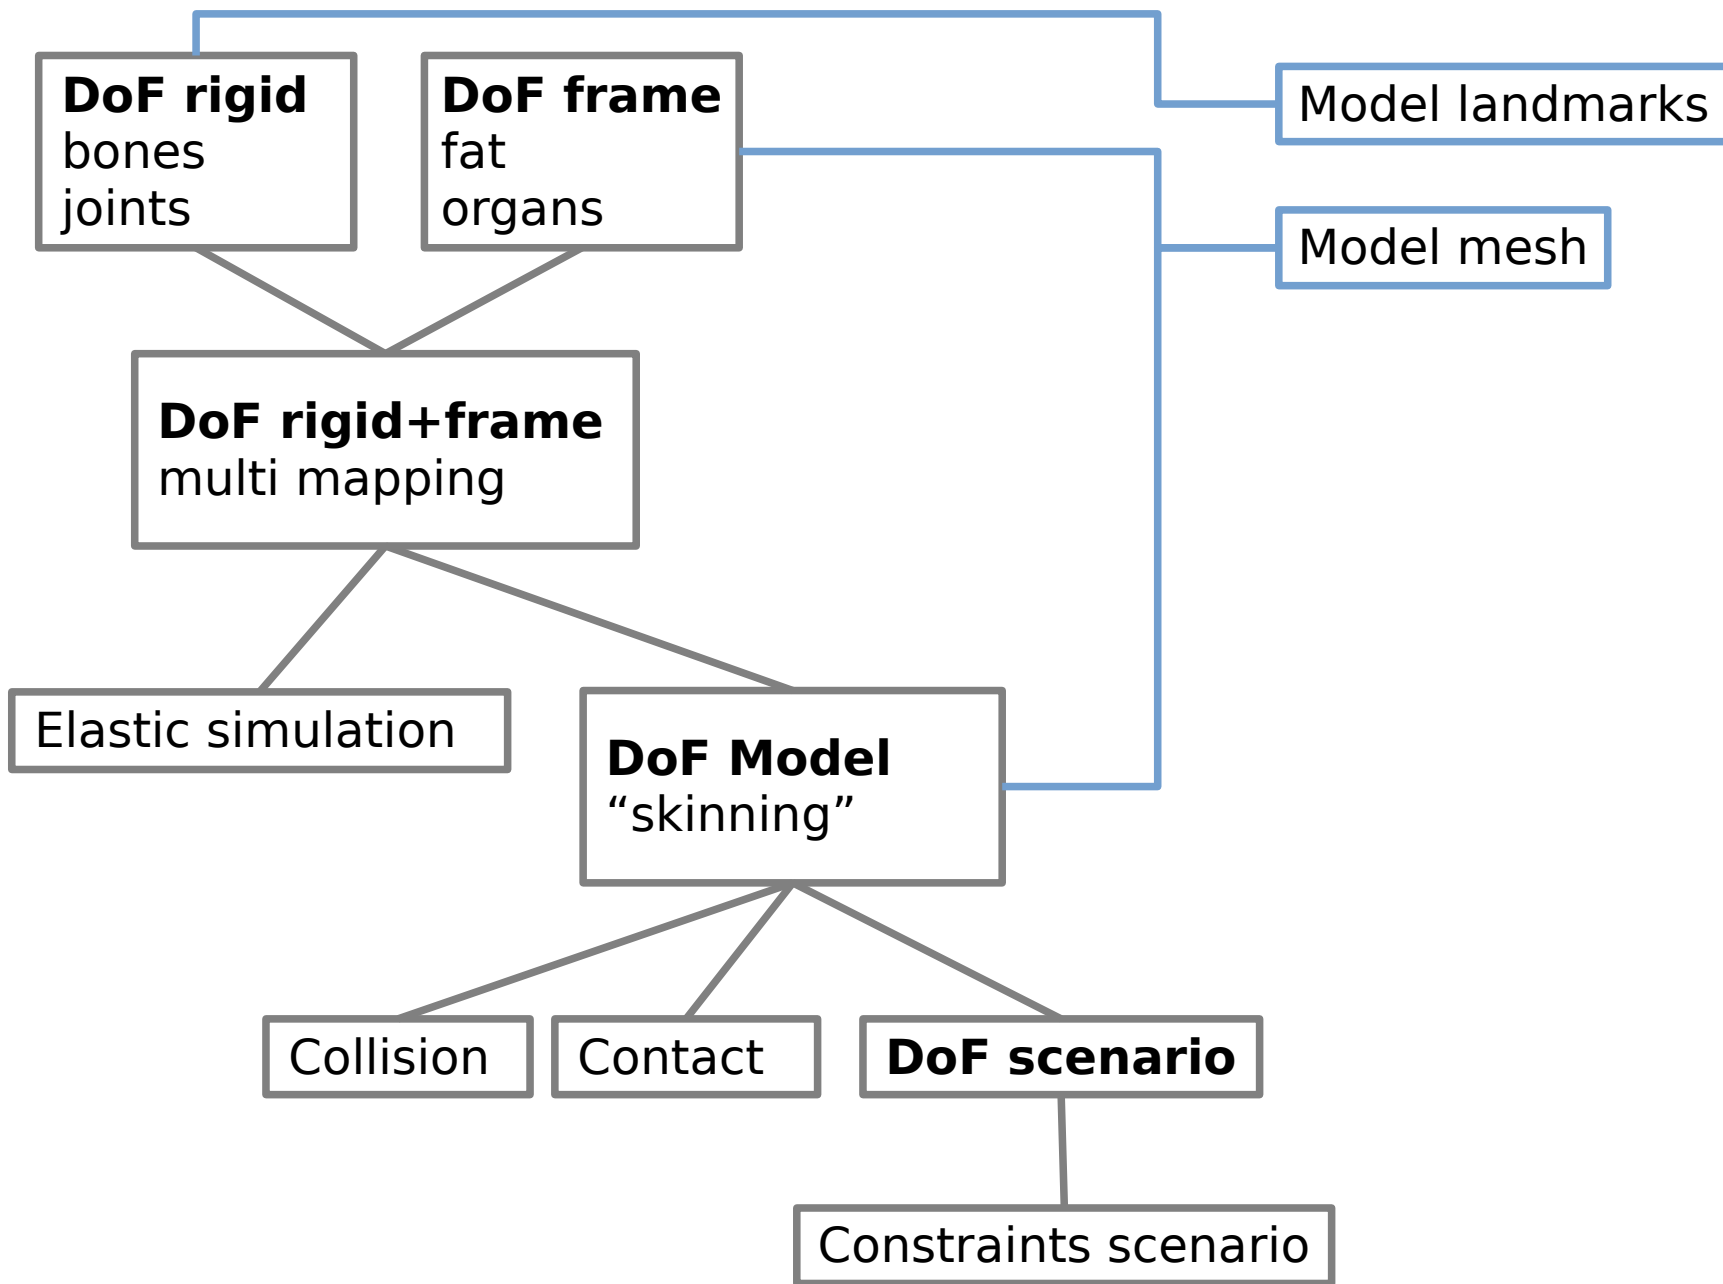 DoF rigid
bones
joints
DoF frame
fat
organs
Model landmarks
Model mesh
DoF rigid+frame
multi mapping
Elastic simulation
DoF Model
“skinning”
Collision
Contact
DoF scenario
Constraints scenario